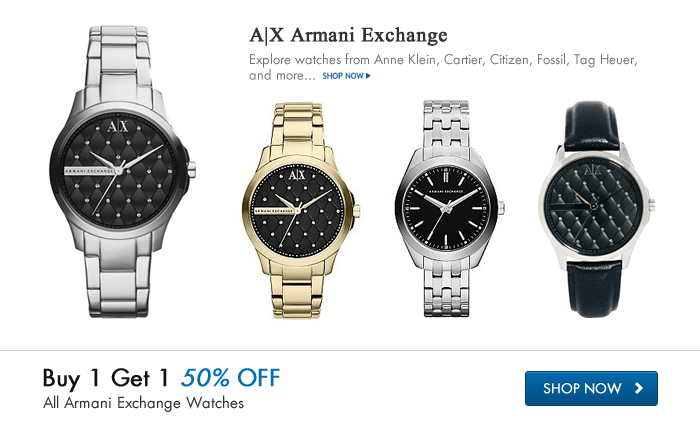 A|X Armani Exchange
Explore watches from Anne Klein, Cartier, Citizen, Fossil, Tag Heuer,
and more... SHOP NOW
A|X
ARMANI EXCHANGE
A|X
ARMANI EXCHANGE
ARMANI EXCHANGE
A|X
Buy 1 Get 1 50% OFF
All Armani Exchange Watches
SHOP NOW